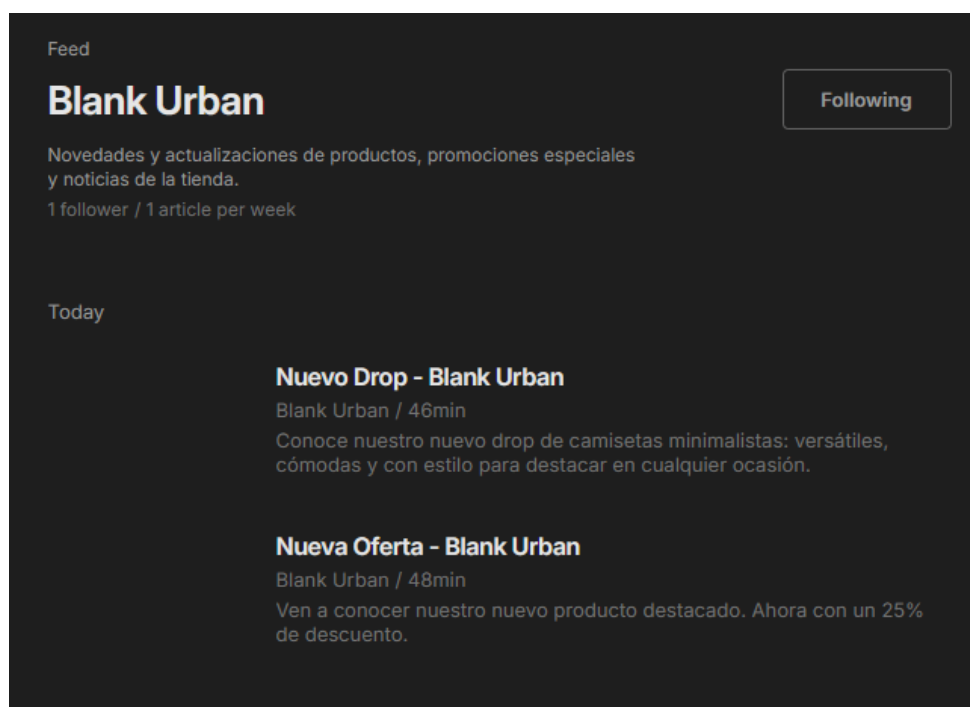 Feed
Blank Urban
Following
Novedades y actualizaciones de productos, promociones especiales
y noticias de la tienda.
1 follower / 1 article per week
Today
Nuevo Drop - Blank Urban
Blank Urban / 46min
Conoce nuestro nuevo drop de camisetas minimalistas: versátiles,
cómodas y con estilo para destacar en cualquier ocasión.
Nueva Oferta - Blank Urban
Blank Urban / 48min
Ven a conocer nuestro nuevo producto destacado. Ahora con un 25%
de descuento.